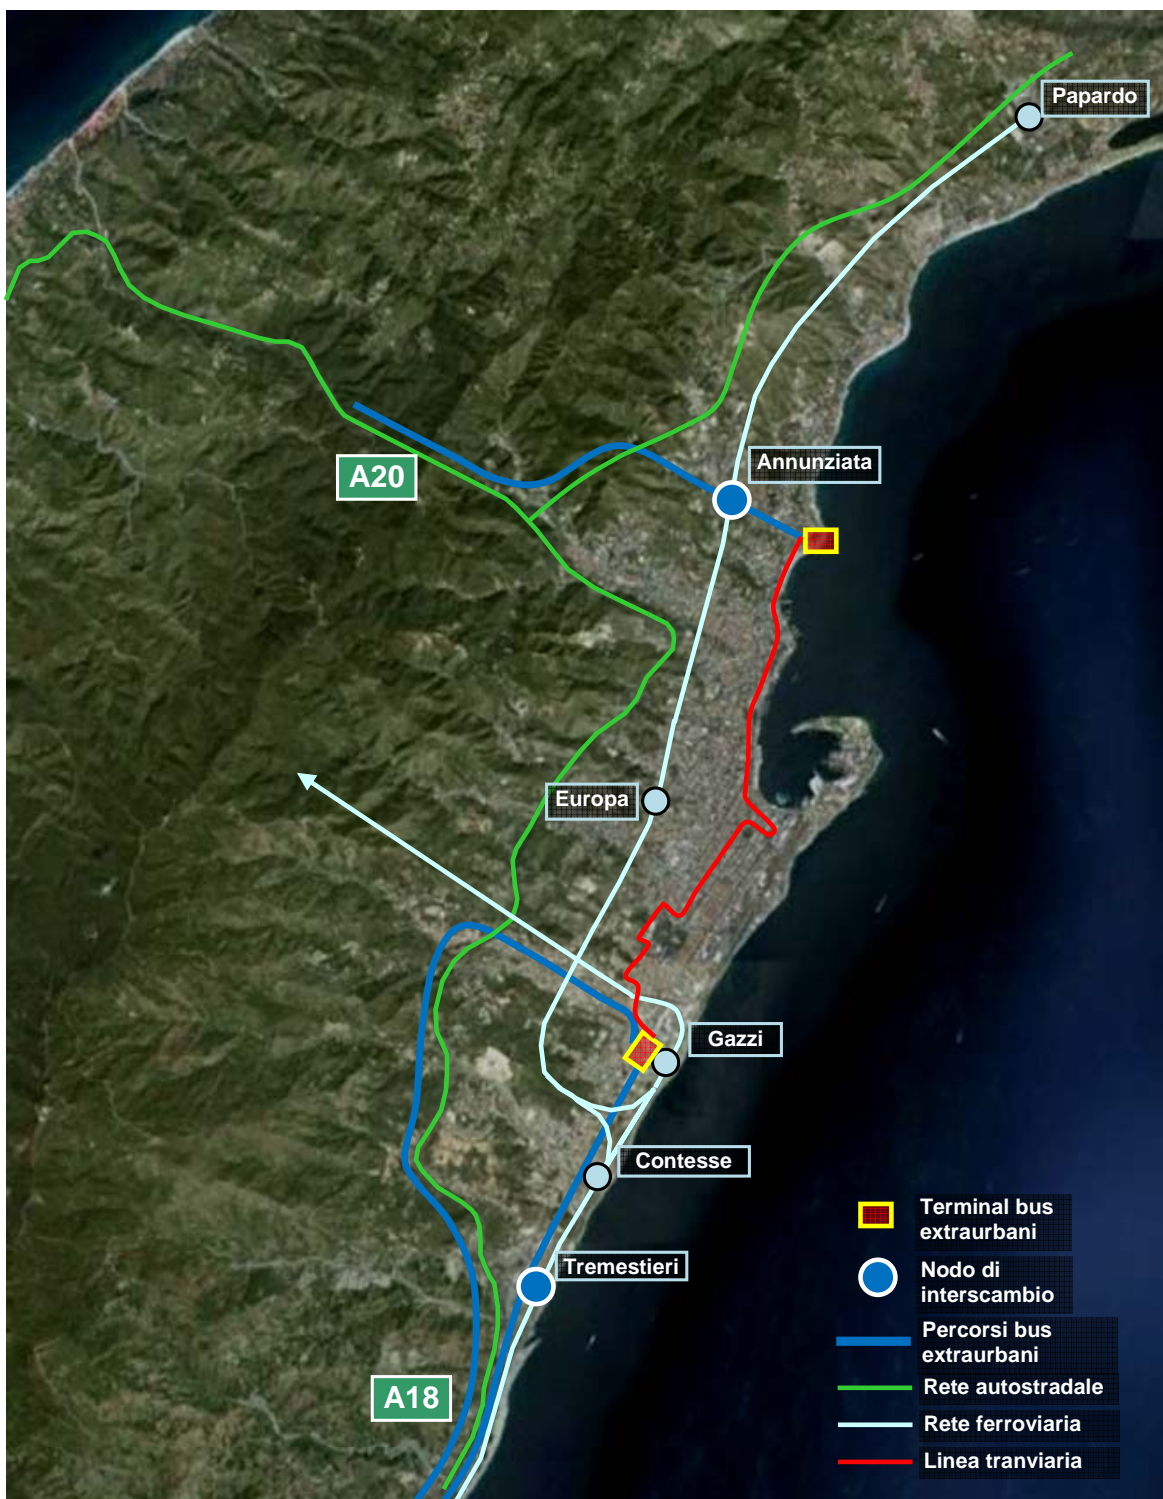 Papardo
Annunziata
A20
Europa
Gazzi
Contesse
Tremestieri
A18
Terminal bus
extraurbani
Nodo di
interscambio
Percorsi bus
extraurbani
Rete autostradale
Rete ferroviaria
Linea tranviaria